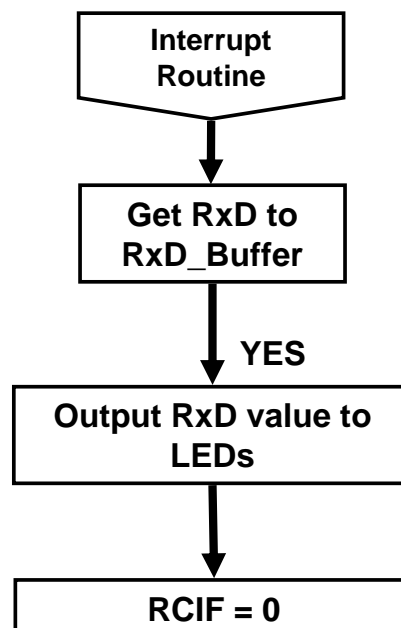 Interrupt
Routine
Get RxD to
RxD_Buffer
YES
Output RxD value to
LEDs
RCIF = 0